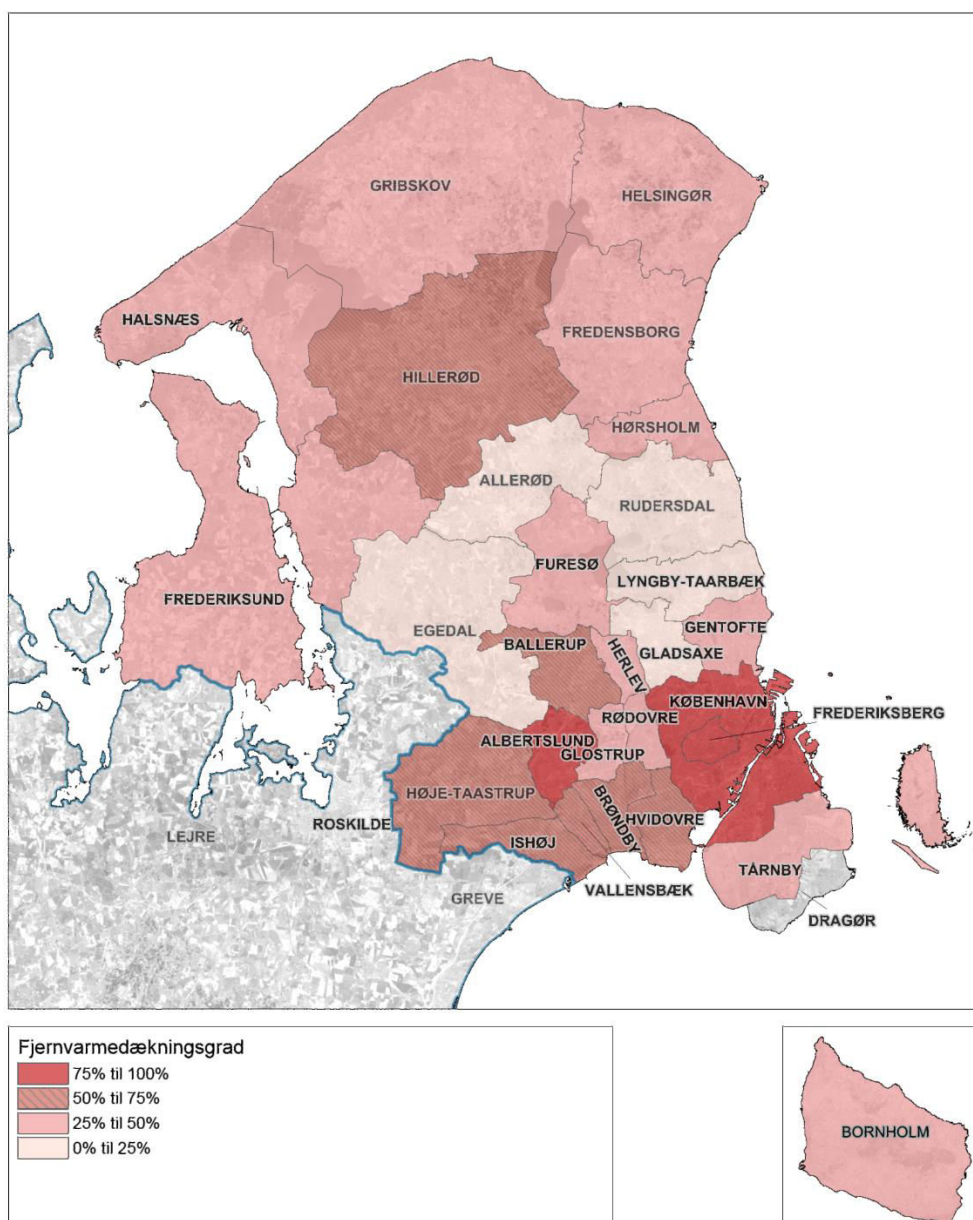 GRIBSKOV
HELSINGØR
HALSNÆS
FREDENSBORG
HILLERØD
HØRSHOLM
ALLERØD
RUDERSDAL
FURESØ
LYNGBY-TAARBÆK
FREDERIKSUND
GENTOFTE
EGEDAL
BALLERUP
HERLEV
GLADSAXE
KØBENHAVN
FREDERIKSBERG
RØDOVRE
ALBERTSLUND
GLOSTRUP
HØJE-TAASTRUP
BRØNDBY
HVIDOVRE
ROSKILDE
LEJRE
ISHØJ
TÅRNBY
VALLENSBÆK
GREVE
DRAGØR
Fjernvarmedækningsgrad
75% til 100%
50% til 75%
25% til 50%
0% til 25%
BORNHOLM